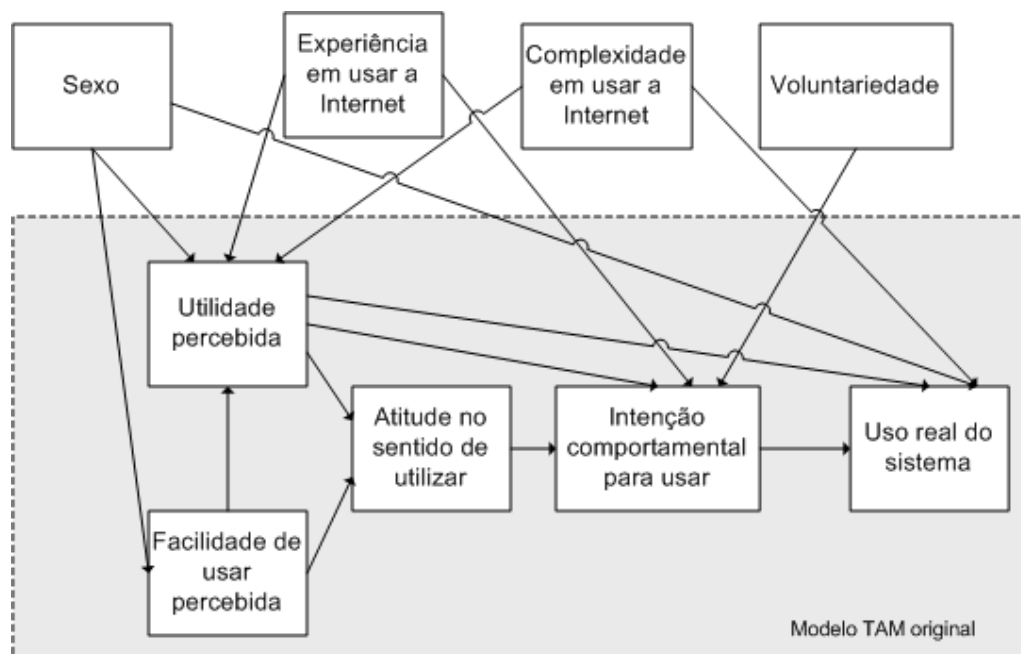 Sexo
Experiência
em usar a
Internet
Complexidade
em usar a
Internet
Voluntariedade
Utilidade
percebida
Atitude no
sentido de
utilizar
Intenção
comportamental
para usar
Uso real do
sistema
Facilidade de
usar
percebida
Modelo TAM original